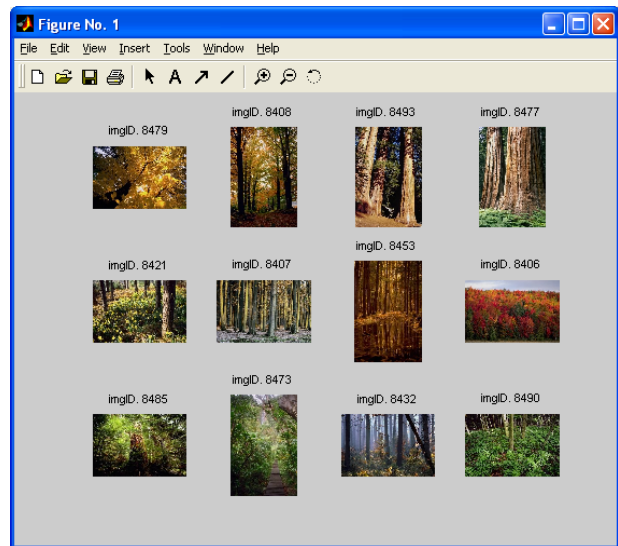 Figure No. 1
File Edit View Insert Tools Window Help
A
imgID. 8479
imgID. 8408
imgID. 8493
imgID. 8477
imgID. 8421
imgID. 8407
imgID. 8453
imgID. 8406
imgID. 8485
imgID. 8473
imgID. 8432
imgID. 8490